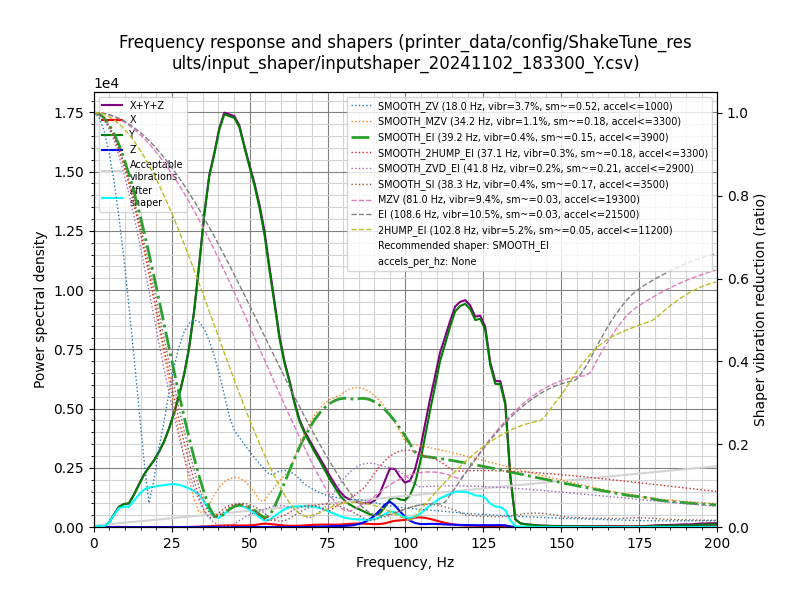 Frequency response and shapers (printer_data/config/ShakeTune_res
ults/input_shaper/inputshaper_20241102_183300_Y.csv)
1e4
X+Y+Z
X
Y
Z
Acceptable
vibrations
After
shaper
SMOOTH_ZV (18.0 Hz, vibr=3.7%, sm~=0.52, accel<=1000)
SMOOTH_MZV (34.2 Hz, vibr=1.1%, sm~=0.18, accel<=3300)
SMOOTH_EI (39.2 Hz, vibr=0.4%, sm~=0.15, accel<=3900)
SMOOTH_2HUMP_EI (37.1 Hz, vibr=0.3%, sm~=0.18, accel<=3300)
SMOOTH_ZVD_EI (41.8 Hz, vibr=0.2%, sm~=0.21, accel<=2900)
SMOOTH_SI (38.3 Hz, vibr=0.4%, sm~=0.17, accel<=3500)
MZV (81.0 Hz, vibr=9.4%, sm~=0.03, accel<=19300)
EI (108.6 Hz, vibr=10.5%, sm~=0.03, accel<=21500)
2HUMP_EI (102.8 Hz, vibr=5.2%, sm~=0.05, accel<=11200)
Recommended shaper: SMOOTH_EI
accels_per_hz: None
1.75
1.50
1.25
1.00
0.75
0.50
0.25
0.00
Power spectral density
1.0
0.8
0.6
0.4
0.2
0.0
Shaper vibration reduction (ratio)
0 25 50 75 100 125 150 175 200
Frequency, Hz